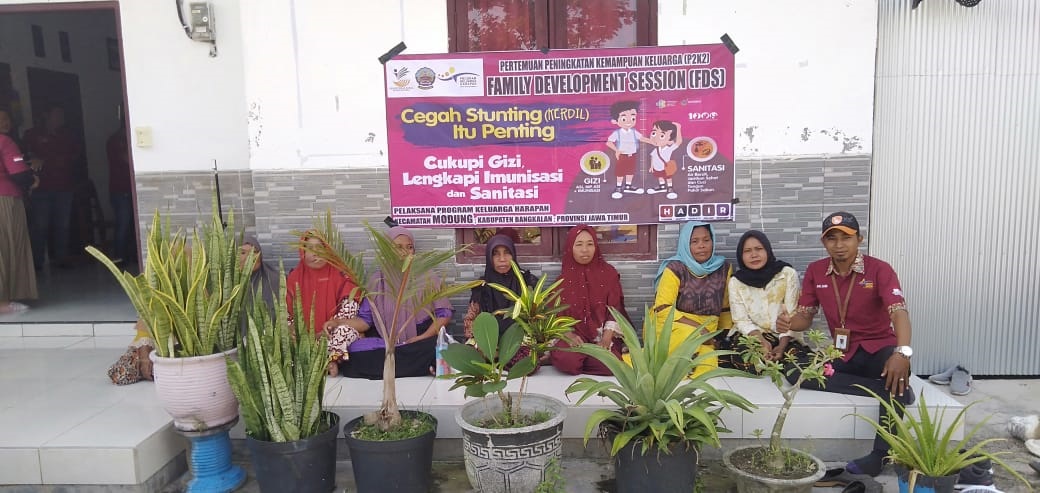 PERTEMUAN PENINGKATAN KEMAMPUAN KELUARGA (P2K2)
FAMILY DEVELOPMENT SESSION (FDS)
Cegah Stunting (KERDIL)
Itu Penting
Cukupi Gizi,
Lengkapi Imunisasi
dan Sanitasi
GIZI
SANITASI
HADIR
PELAKSANA PROGRAM KELUARGA HARAPAN
KECAMATAN MODUNG, KABUPATEN BANGKALAN - PROVINSI JAWA TIMUR